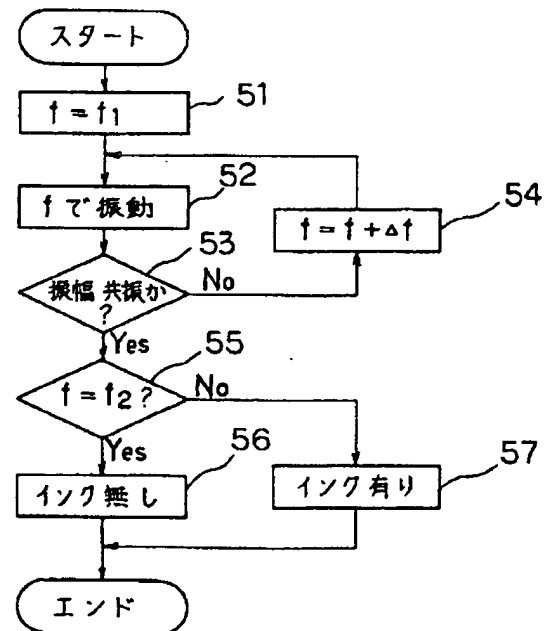 スタート
f=f1
51
fで振動
52
f=f+Δf
54
振幅共振か
?
53
No
Yes
f=f2?
55
No
Yes
インク無し
56
インク有り
57
エンド